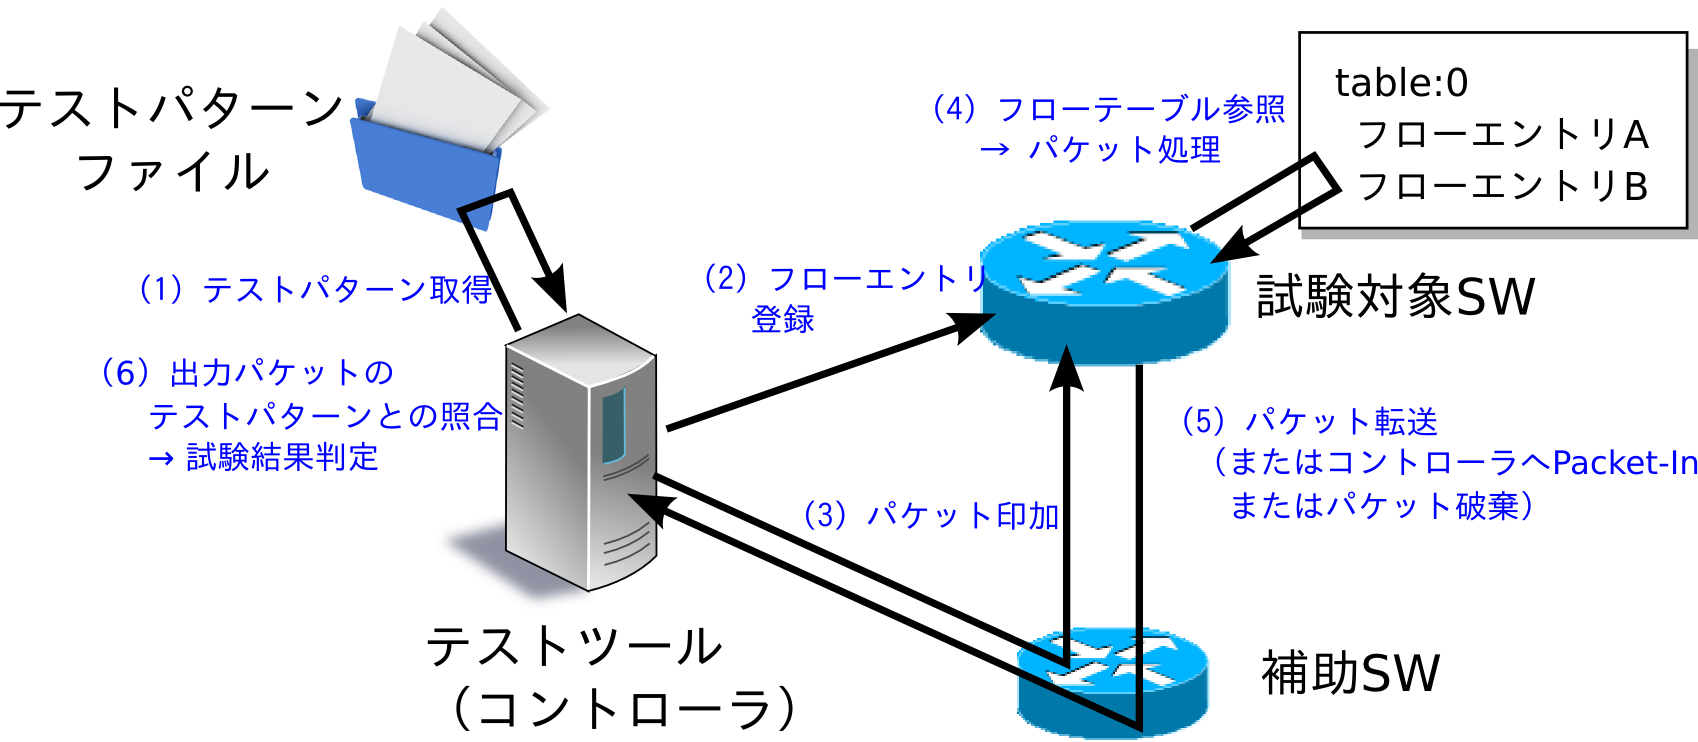 テストパターン
ファイル
（1）テストパターン取得
（6）出力パケットの
テストパターンとの照合
→ 試験結果判定
テストツール
（コントローラ）
（2）フローエントリ
登録
（3）パケット印加
（4）フローテーブル参照
→ パケット処理
table:0
フローエントリA
フローエントリB
試験対象SW
（5）パケット転送
（またはコントローラへPacket-In
またはパケット破棄）
補助SW